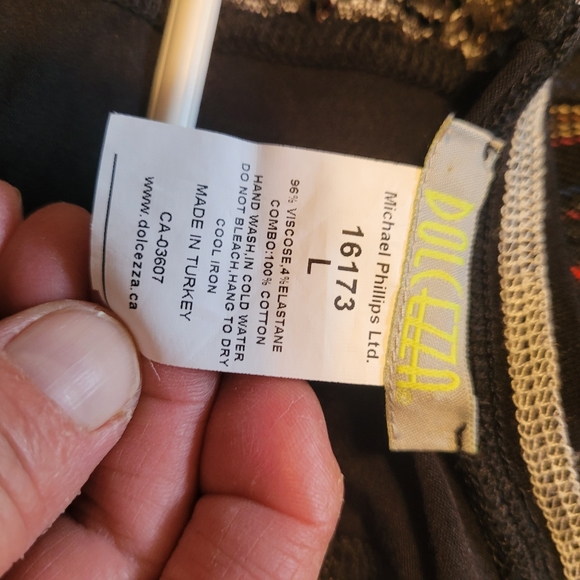 DOLCEZZA
Michael Phillips Ltd.
16173
L
96% VISCOSE,4%ELASTANE
COMBO:100% COTTON
HAND WASH,IN COLD WATER
DO NOT BLEACH,HANG TO DRY
COOL IRON
MADE IN TURKEY
CA-03607
www.dolcezza.ca